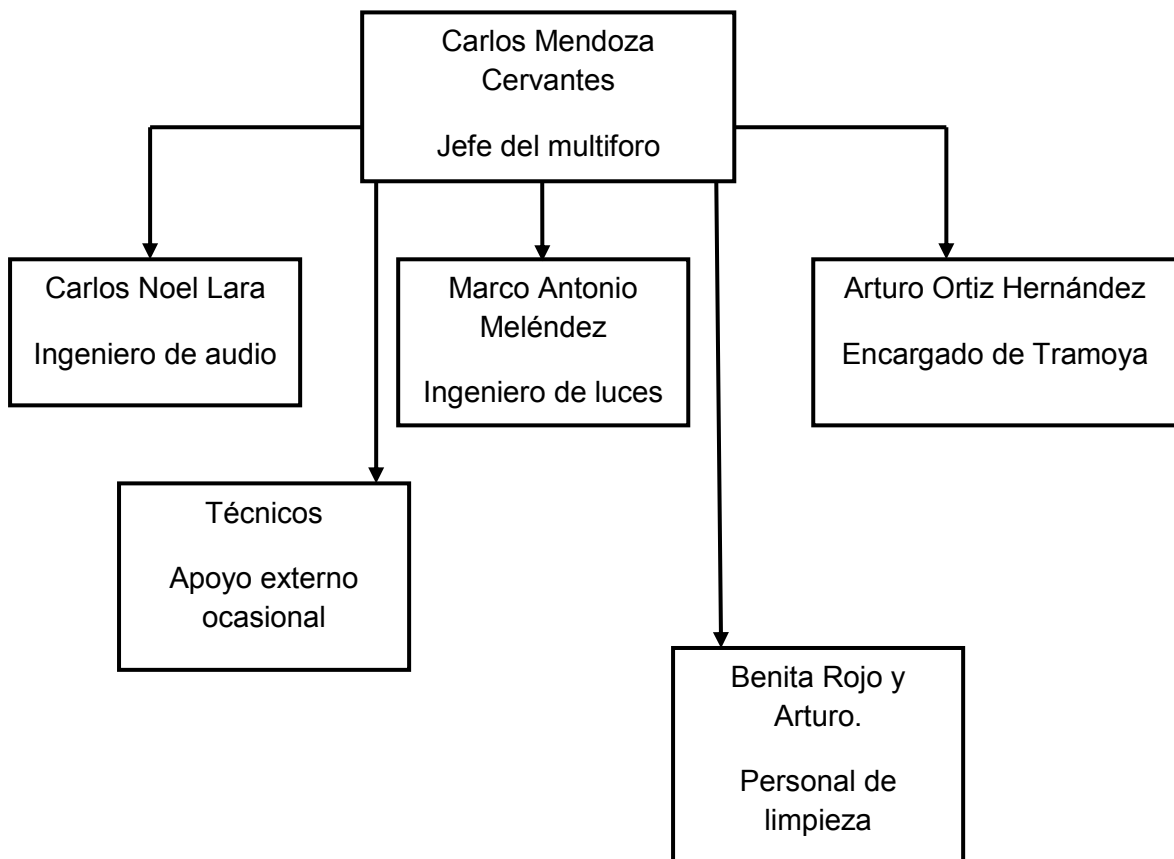 Carlos Mendoza
Cervantes
Jefe del multiforo
Carlos Noel Lara
Ingeniero de audio
Marco Antonio
Meléndez
Ingeniero de luces
Arturo Ortiz Hernández
Encargado de Tramoya
Técnicos
Apoyo externo
ocasional
Benita Rojo y
Arturo.
Personal de
limpieza